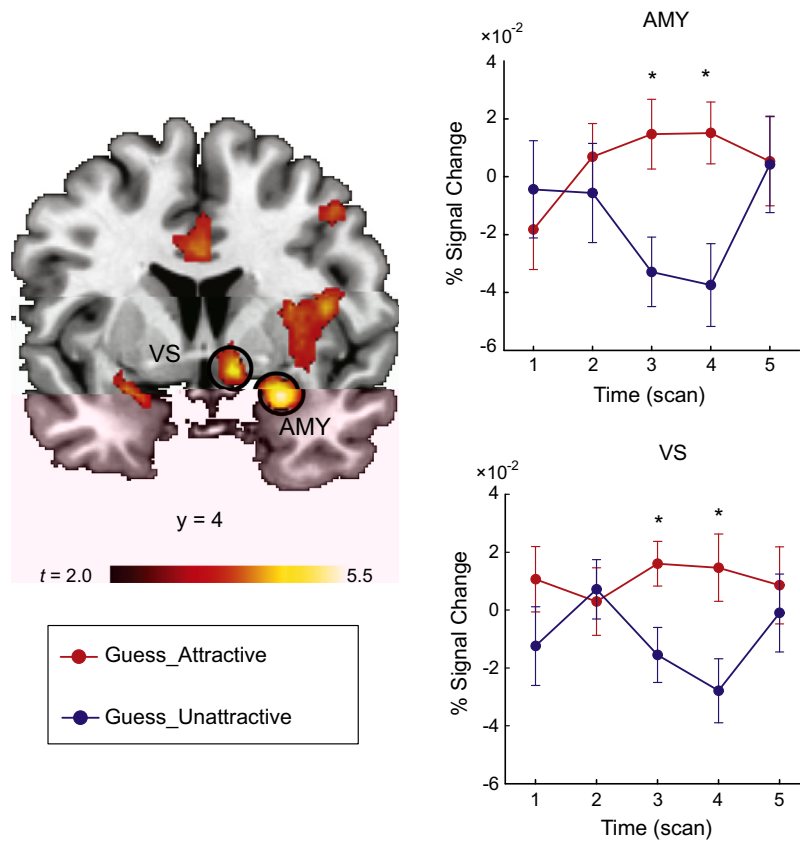 VS
AMY
y = 4
t = 2.0 5.5
Guess_Attractive
Guess_Unattractive
AMY
×10-2
% Signal Change
4
2
0
-2
-4
-6
1 2 3 4 5
* *
Time (scan)
VS
×10-2
% Signal Change
4
2
0
-2
-4
-6
1 2 3 4 5
* *
Time (scan)